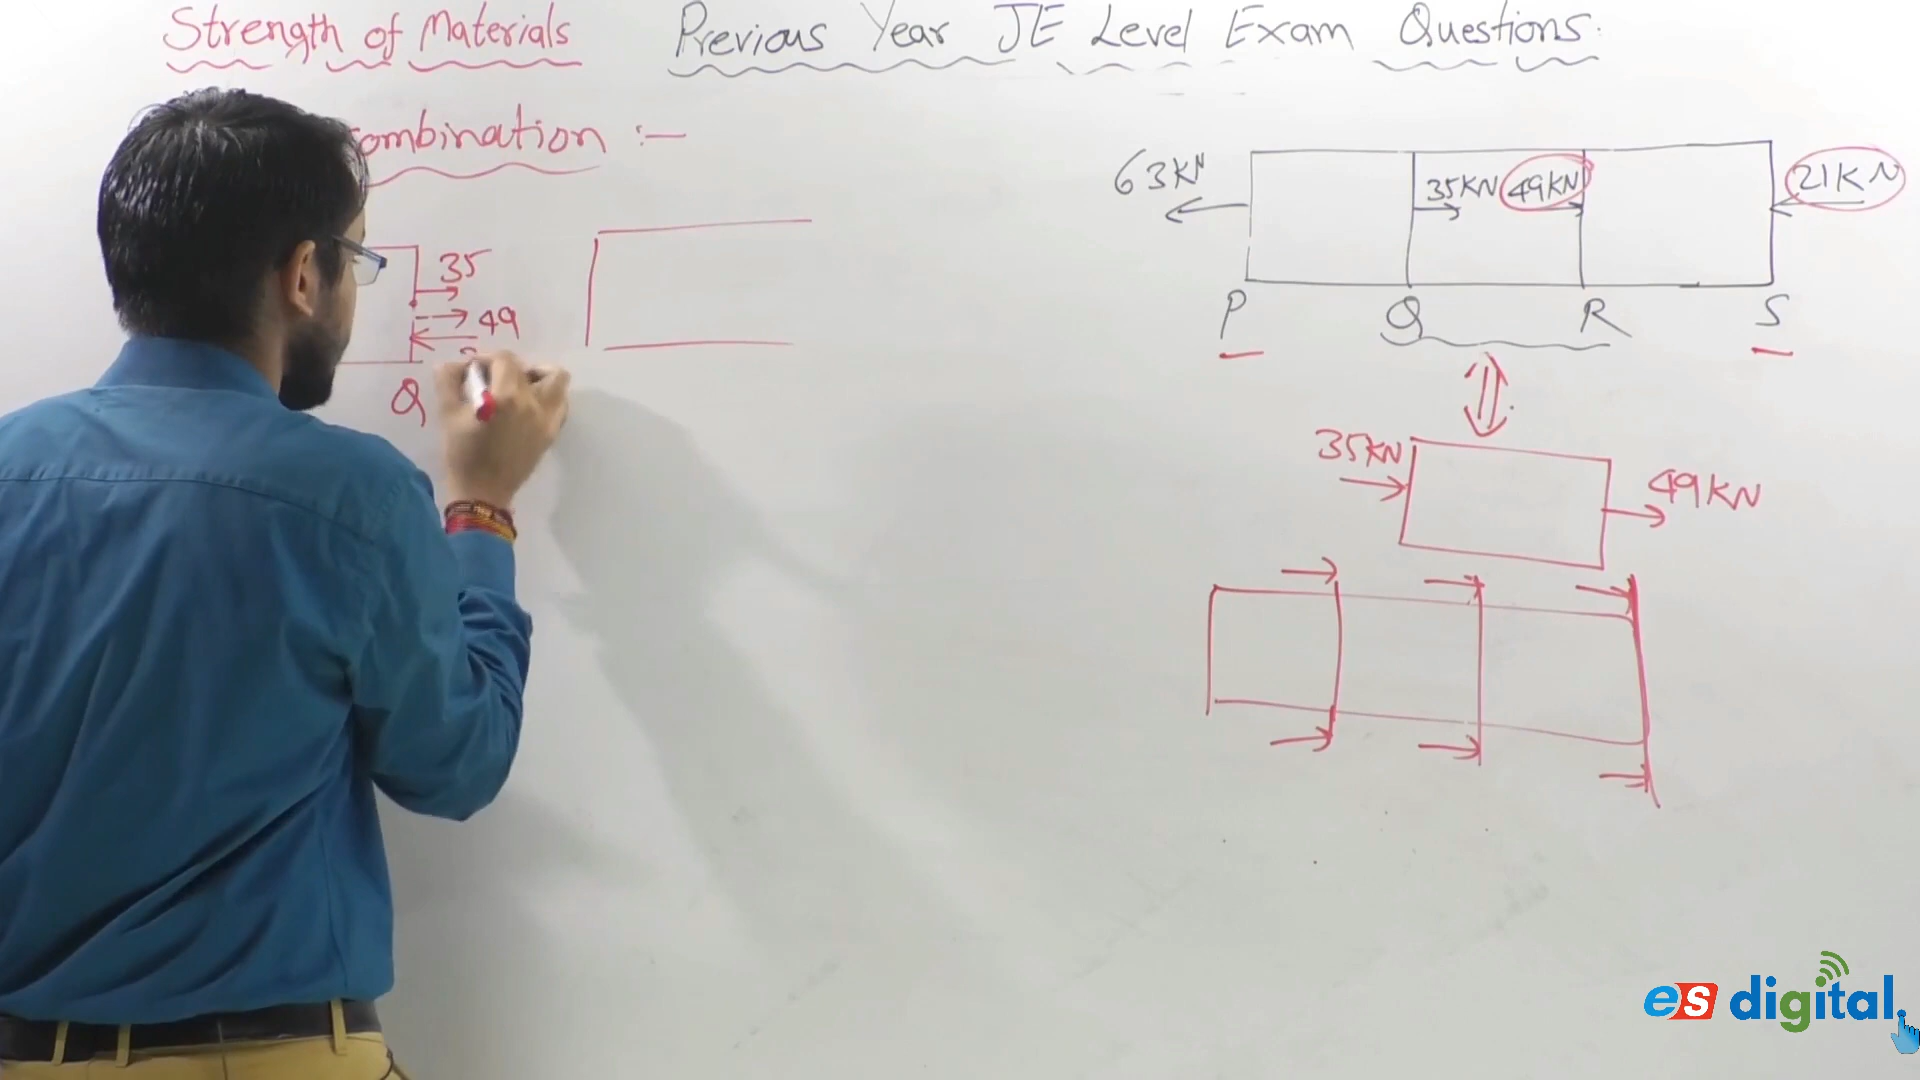 Strength of Materials Previous Year JE Level Exam Questions.
ombination :-
63KN
35KN 49KN
21KN
P Q R S
35
49
Q
35KN
49KN
es digital.